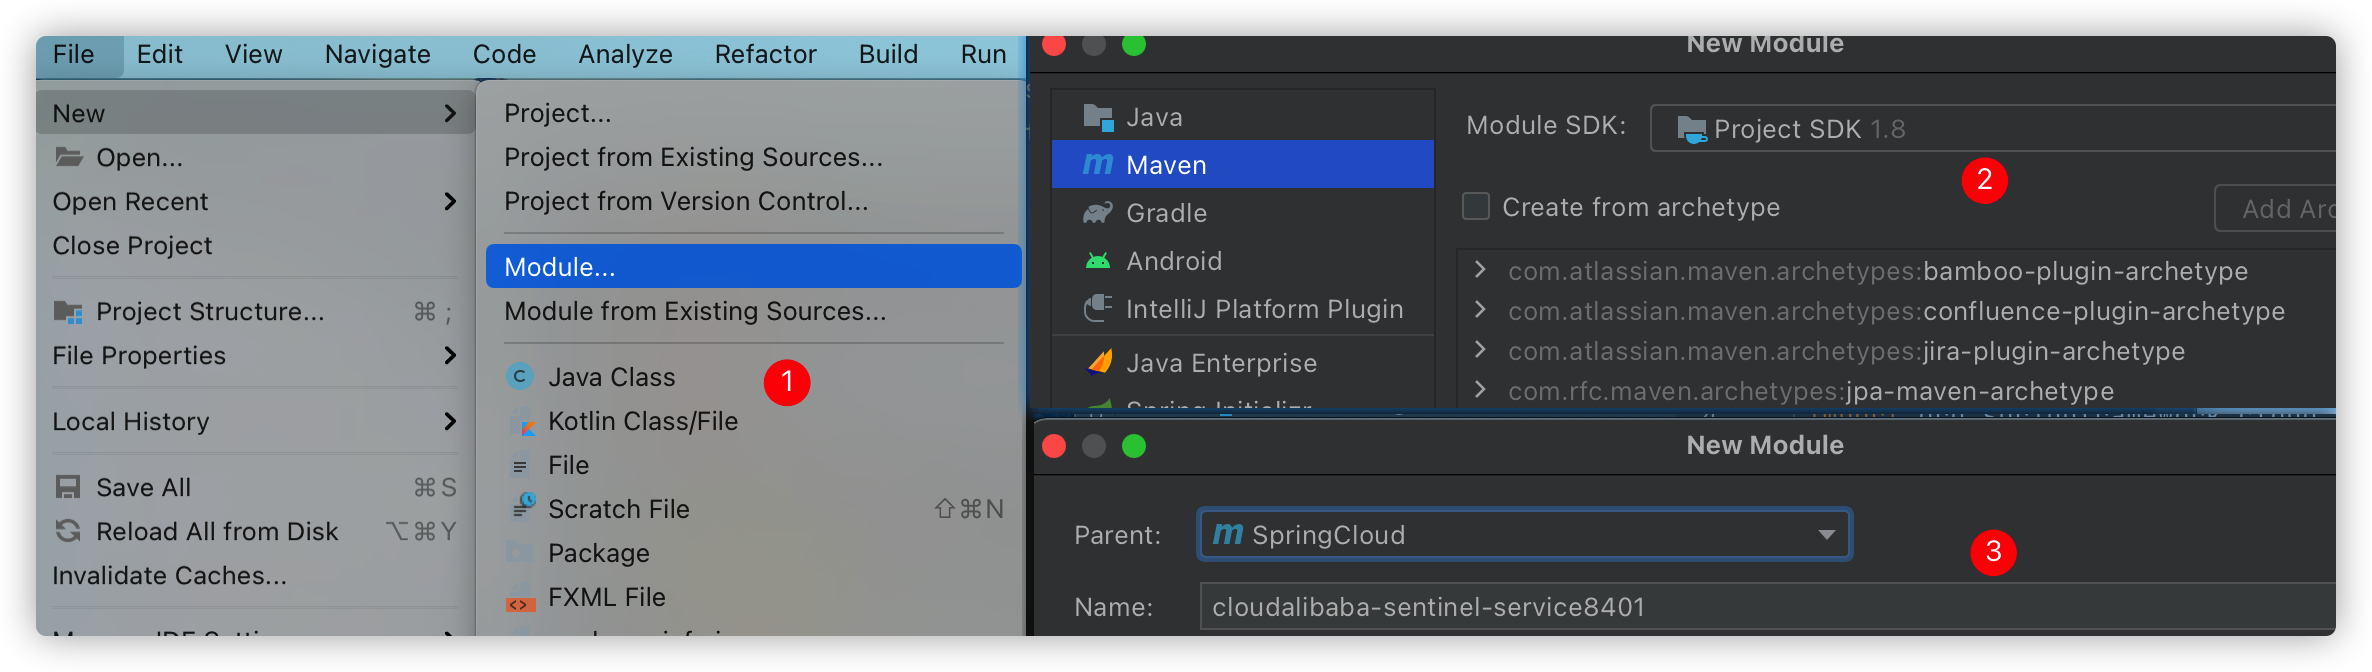 File Edit View Navigate Code Analyze Refactor Build Run
New
Open...
Open Recent
Close Project
Project Structure... ⌘ ;
File Properties
Local History
Save All ⌘S
Reload All from Disk ⌥⌘Y
Invalidate Caches...
Project...
Project from Existing Sources...
Project from Version Control...
Module...
Module from Existing Sources...
Java Class
1
Kotlin Class/File
File
Scratch File ⇧⌘N
Package
FXML File
New Module
Java
Maven
Gradle
Android
IntelliJ Platform Plugin
Java Enterprise
Spring Initializr
Module SDK: Project SDK 1.8
2
Create from archetype
Add Arc
com.atlassian.maven.archetypes:bamboo-plugin-archetype
com.atlassian.maven.archetypes:confluence-plugin-archetype
com.atlassian.maven.archetypes:jira-plugin-archetype
com.rfc.maven.archetypes:jpa-maven-archetype
New Module
Parent: SpringCloud
3
Name: cloudalibaba-sentinel-service8401